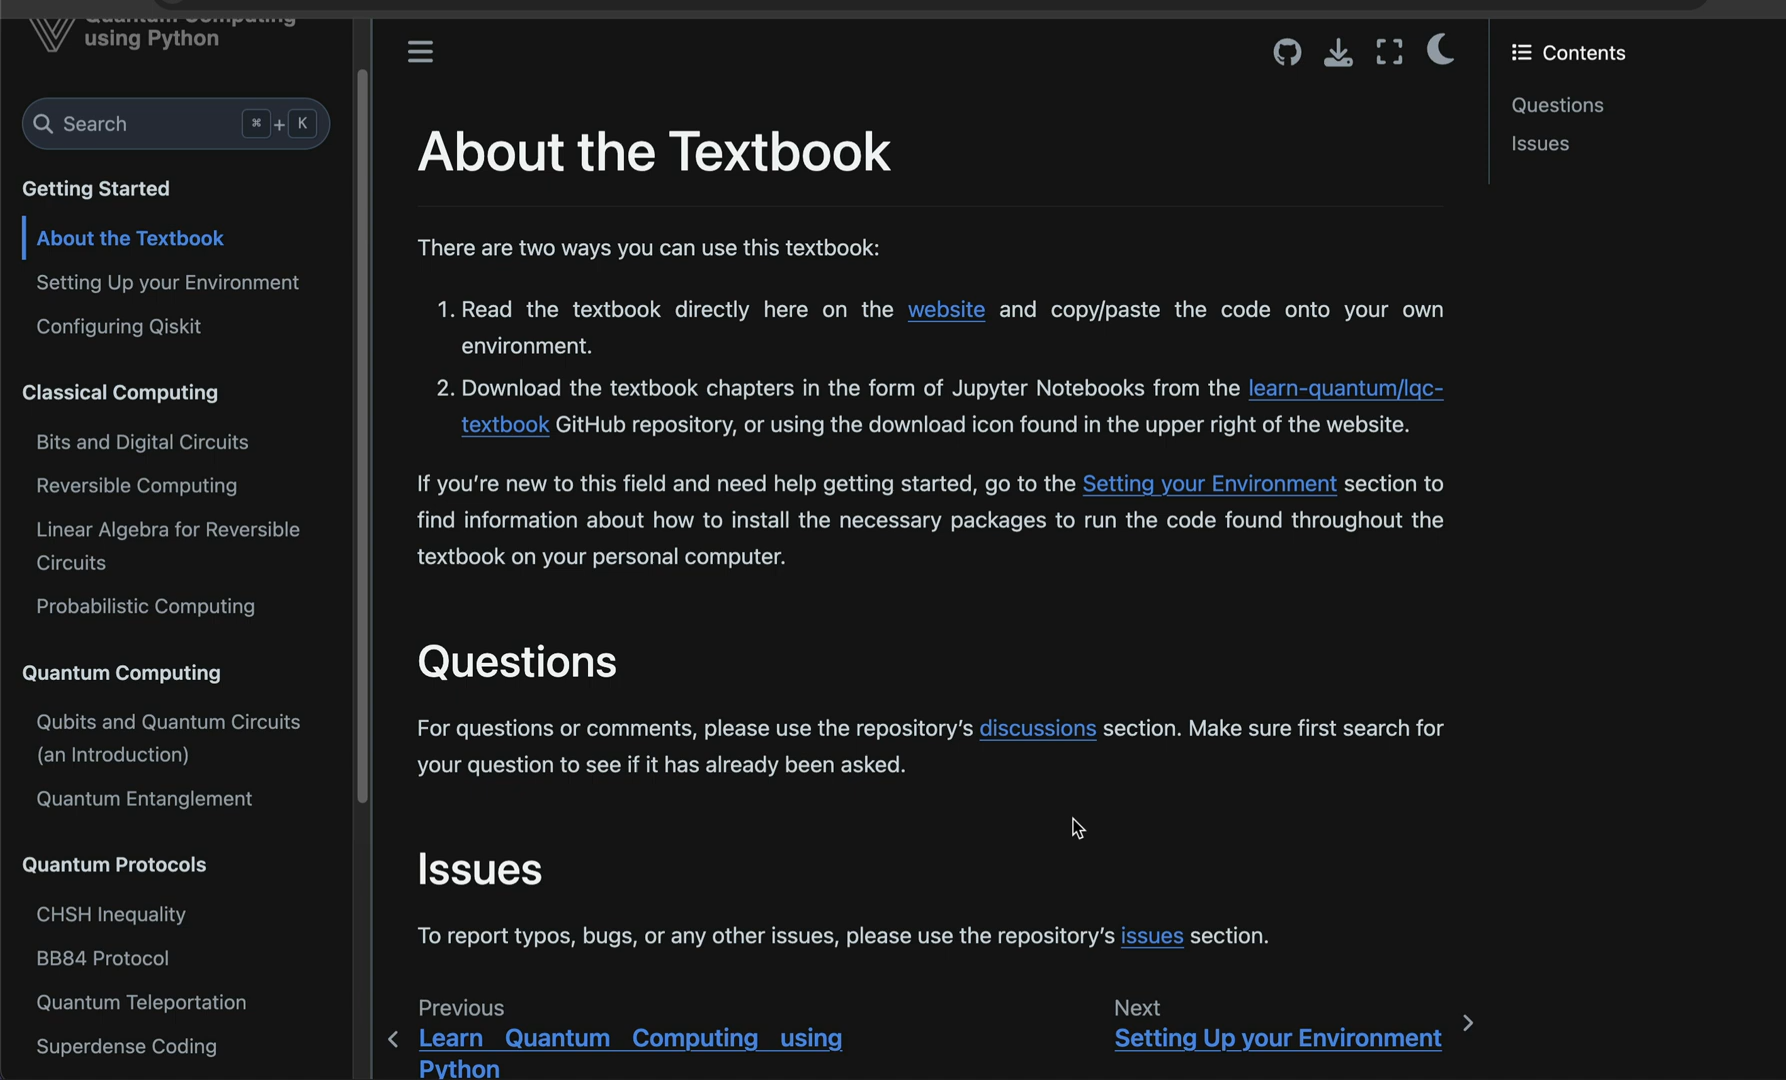 Quantum Computing
using Python
Search
⌘ + K
Getting Started
About the Textbook
Setting Up your Environment
Configuring Qiskit
Classical Computing
Bits and Digital Circuits
Reversible Computing
Linear Algebra for Reversible
Circuits
Probabilistic Computing
Quantum Computing
Qubits and Quantum Circuits
(an Introduction)
Quantum Entanglement
Quantum Protocols
CHSH Inequality
BB84 Protocol
Quantum Teleportation
Superdense Coding
About the Textbook
There are two ways you can use this textbook:
1. Read the textbook directly here on the website and copy/paste the code onto your own
environment.
2. Download the textbook chapters in the form of Jupyter Notebooks from the learn-quantum/lqc-
textbook GitHub repository, or using the download icon found in the upper right of the website.
If you’re new to this field and need help getting started, go to the Setting your Environment section to
find information about how to install the necessary packages to run the code found throughout the
textbook on your personal computer.
Questions
For questions or comments, please use the repository’s discussions section. Make sure first search for
your question to see if it has already been asked.
Issues
To report typos, bugs, or any other issues, please use the repository’s issues section.
Previous
Learn Quantum Computing using
Python
Next
Setting Up your Environment
Contents
Questions
Issues